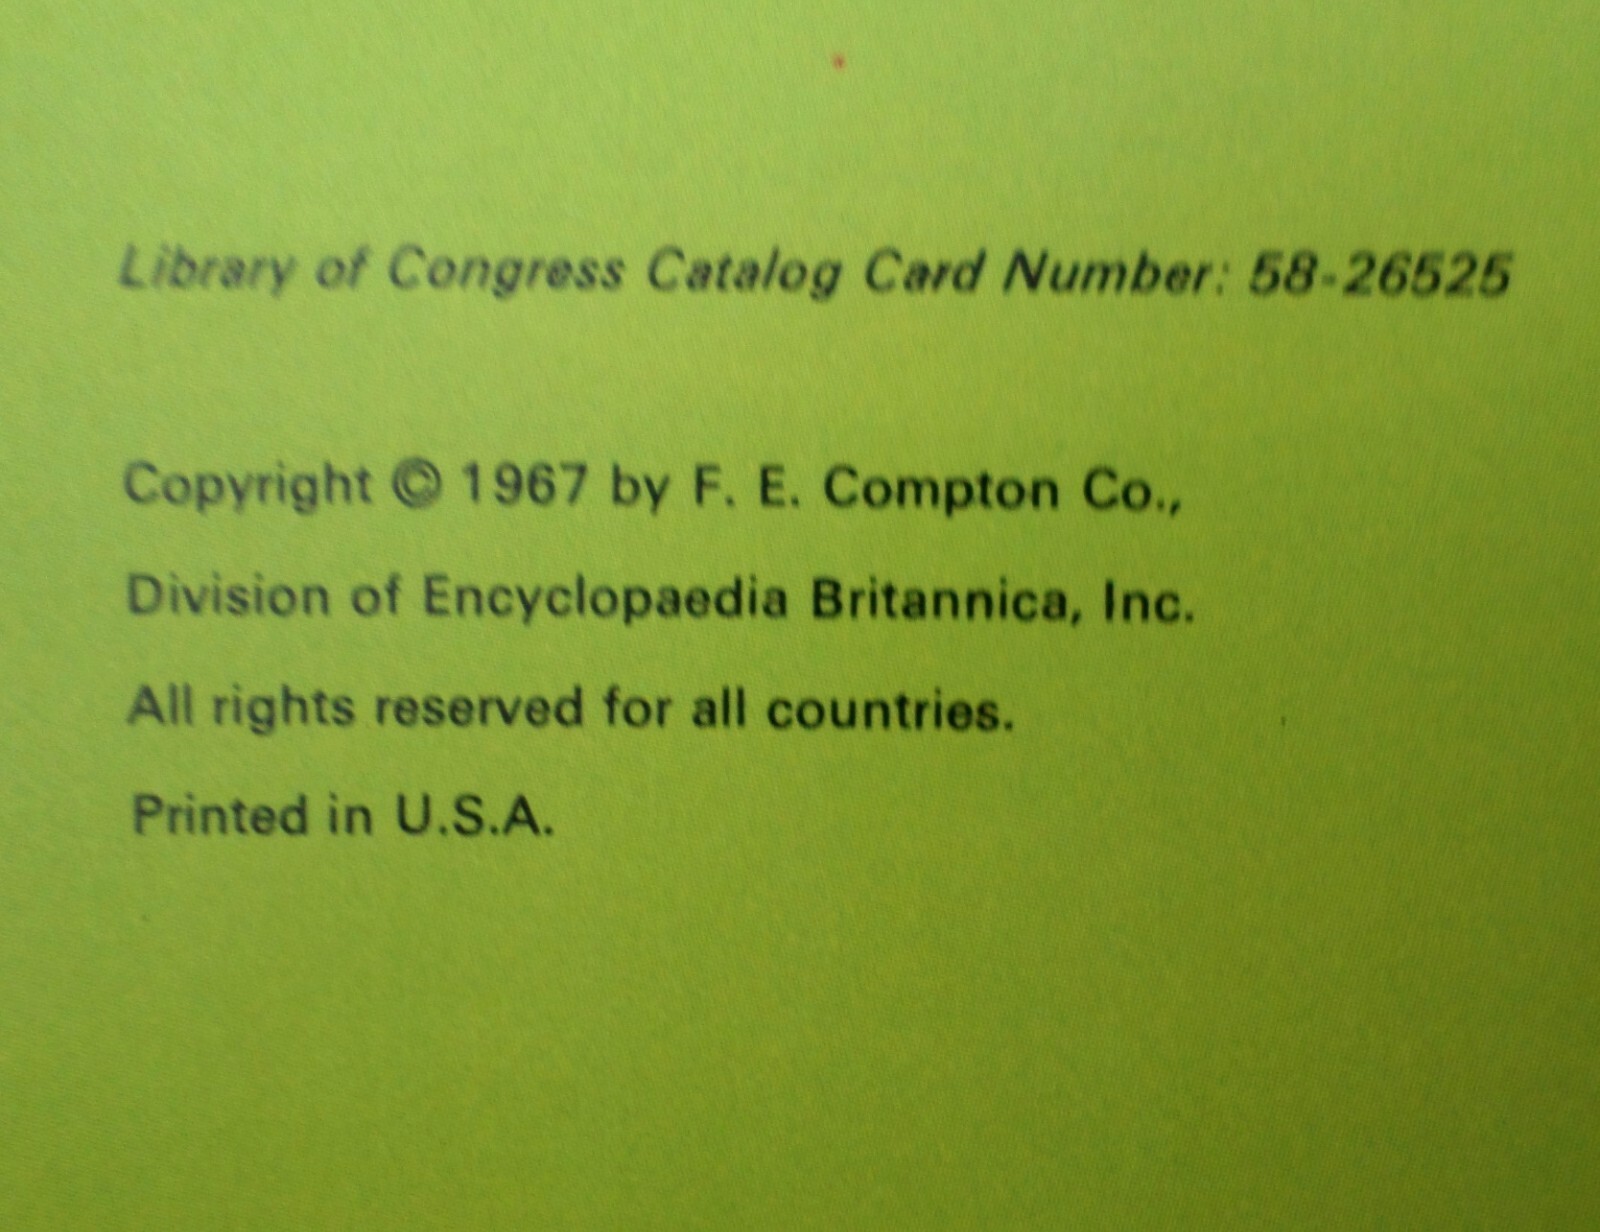 Library of Congress Catalog Card Number: 58-26525
Copyright © 1967 by F. E. Compton Co.,
Division of Encyclopaedia Britannica, Inc.
All rights reserved for all countries.
Printed in U.S.A.